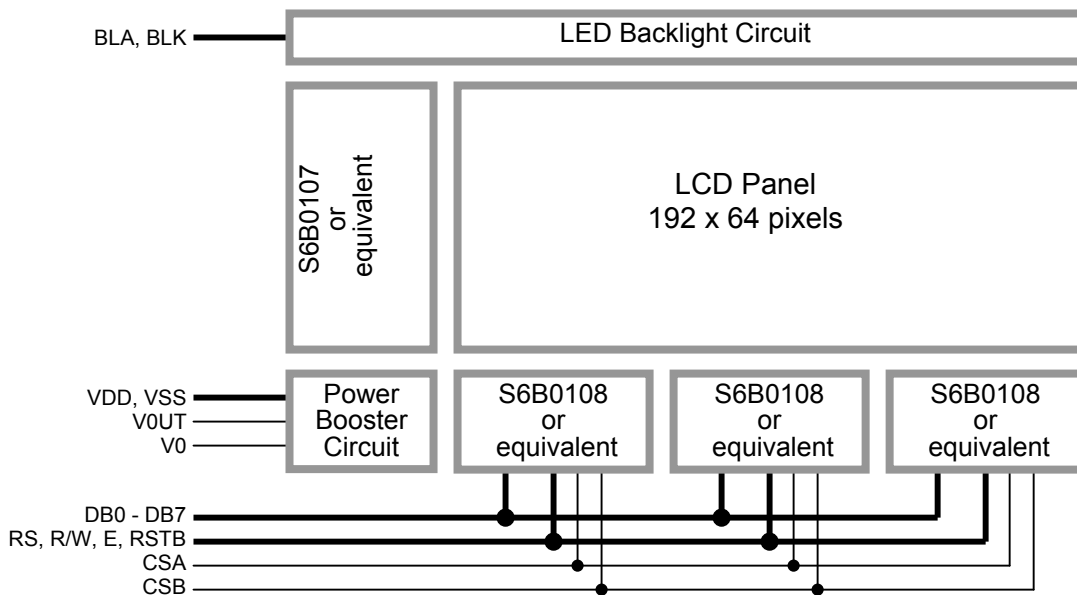 BLA, BLK
LED Backlight Circuit
S6B0107
or
equivalent
LCD Panel
192 x 64 pixels
VDD, VSS
V0UT
V0
Power
Booster
Circuit
S6B0108
or
equivalent
S6B0108
or
equivalent
S6B0108
or
equivalent
DB0 - DB7
RS, R/W, E, RSTB
CSA
CSB